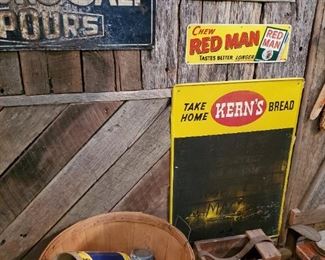 POURS
CHEW
RED MAN
TASTES BETTER LONGER
RED
MAN
TAKE
HOME
KERN'S
BREAD